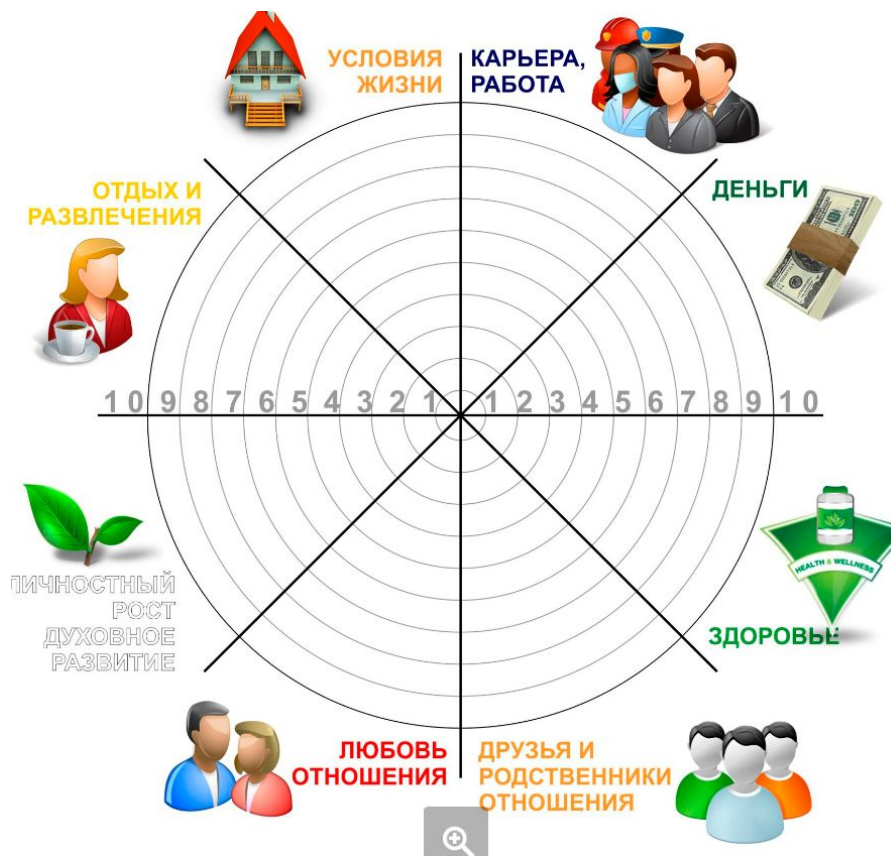 УСЛОВИЯ
ЖИЗНИ
КАРЬЕРА,
РАБОТА
ОТДЫХ И
РАЗВЛЕЧЕНИЯ
ДЕНЬГИ
10 9 8 7 6 5 4 3 2 1 1 2 3 4 5 6 7 8 9 10
HEALTH & WELLNESS
ЛИЧНОСТНЫЙ
РОСТ
ДУХОВНОЕ
РАЗВИТИЕ
ЗДОРОВЬЕ
ЛЮБОВЬ
ОТНОШЕНИЯ
ДРУЗЬЯ И
РОДСТВЕННИКИ
ОТНОШЕНИЯ